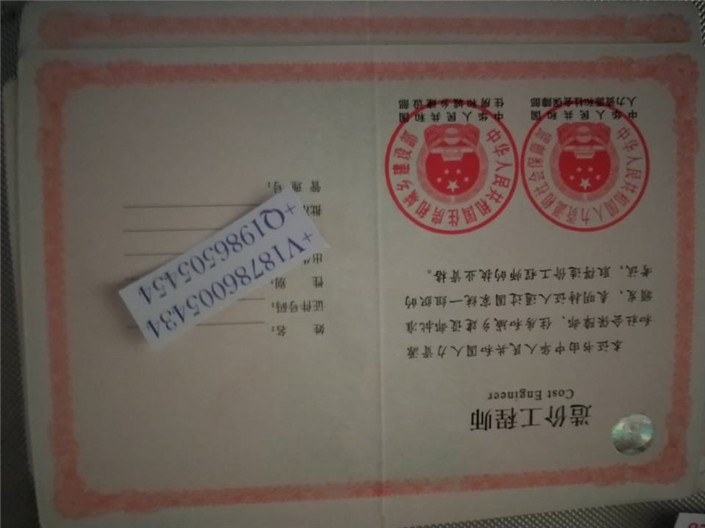 造价工程师
Cost Engineer
本证书由中华人民共和国人力资源
和社会保障部、住房和城乡建设部批准
颁发，表明持证人通过国家统一组织的
考试，取得造价工程师的执业资格。
中华人民共和国
人力资源和社会保障部
中华人民共和国
住房和城乡建设部
中华人民共和国人力资源和社会保障部
中华人民共和国住房和城乡建设部
姓 名：
证件号码：
性 别：
出生
批准
管 理 号：
+V18786005434
+Q1986505454